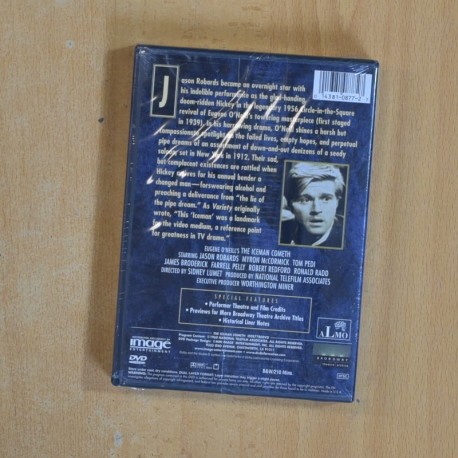 Jason Robards became an overnight star with
his indelible performance as the glad-handing,
doom-ridden Hickey in the legendary 1956 Circle-in-the-Square
revival of Eugene O'Neill's towering masterpiece (first staged
in 1939). In his harrowing drama, O'Neill shines a harsh but
compassionate spotlight on the failed lives, empty hopes, and perpetual
pipe dreams of an assortment of down-and-out denizens of a seedy
saloon, set in New York in 1912. Their sad,
but complacent existences are rattled when
Hickey arrives for his annual bender a
changed man—forswearing alcohol and
preaching a deliverance from "the lie of
the pipe dream." As Variety originally
wrote, "This 'Iceman' was a landmark
for the video medium, a reference point
for greatness in TV drama."
EUGENE O'NEILL'S THE ICEMAN COMETH
STARRING JASON ROBARDS MYRON McCORMICK TOM PEDI
JAMES BRODERICK FARRELL PELLY ROBERT REDFORD RONALD RADD
DIRECTED BY SIDNEY LUMET PRODUCED BY NATIONAL TELEFILM ASSOCIATES
EXECUTIVE PRODUCER WORTHINGTON MINER
SPECIAL FEATURES
• Performer Theatre and Film Credits
• Previews for More Broadway Theatre Archive Titles
• Historical Liner Notes
ALMO
BROADWAY
image
ENTERTAINMENT
DVD
B&W/210 Mins.